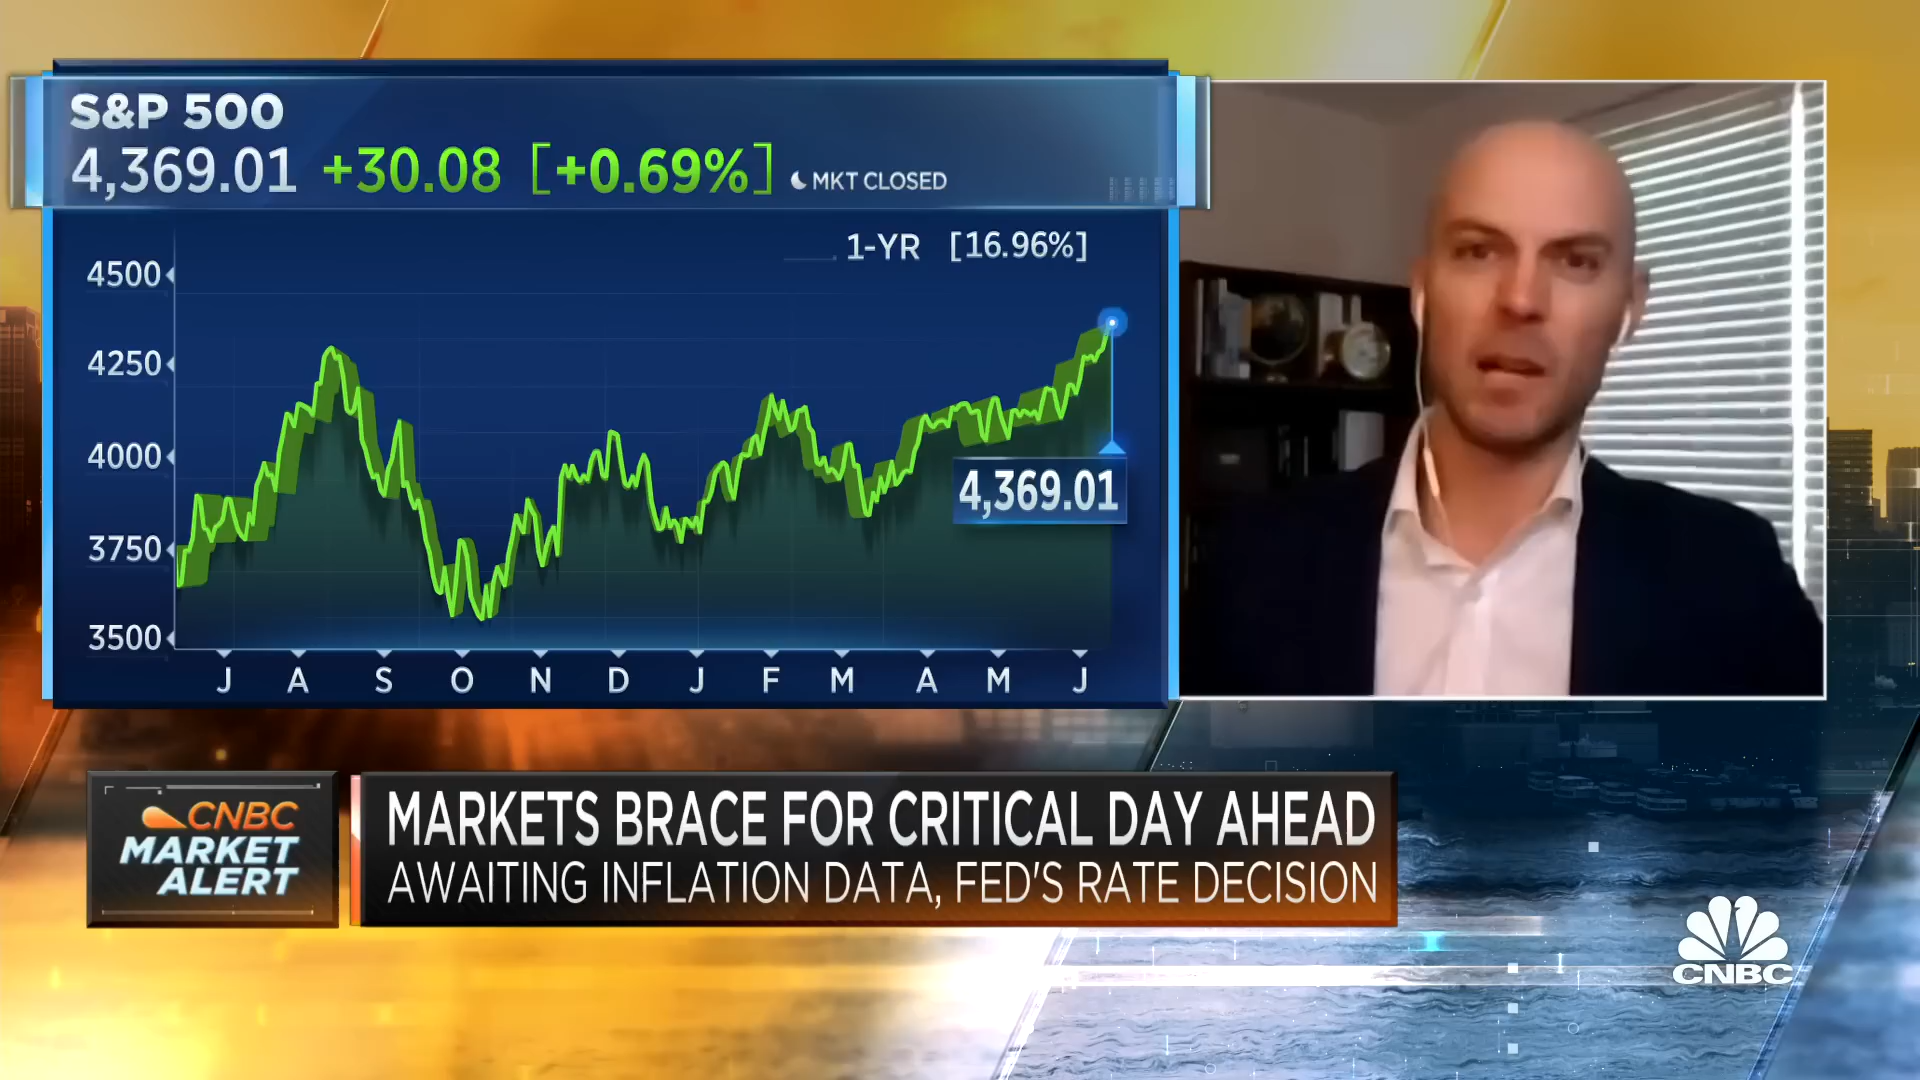 S&P 500
4,369.01 +30.08 [+0.69%] MKT CLOSED
1-YR [16.96%]
4500
4250
4000
3750
3500
4,369.01
J A S O N D J F M A M J
CNBC
MARKET
ALERT
MARKETS BRACE FOR CRITICAL DAY AHEAD
AWAITING INFLATION DATA, FED'S RATE DECISION
CNBC